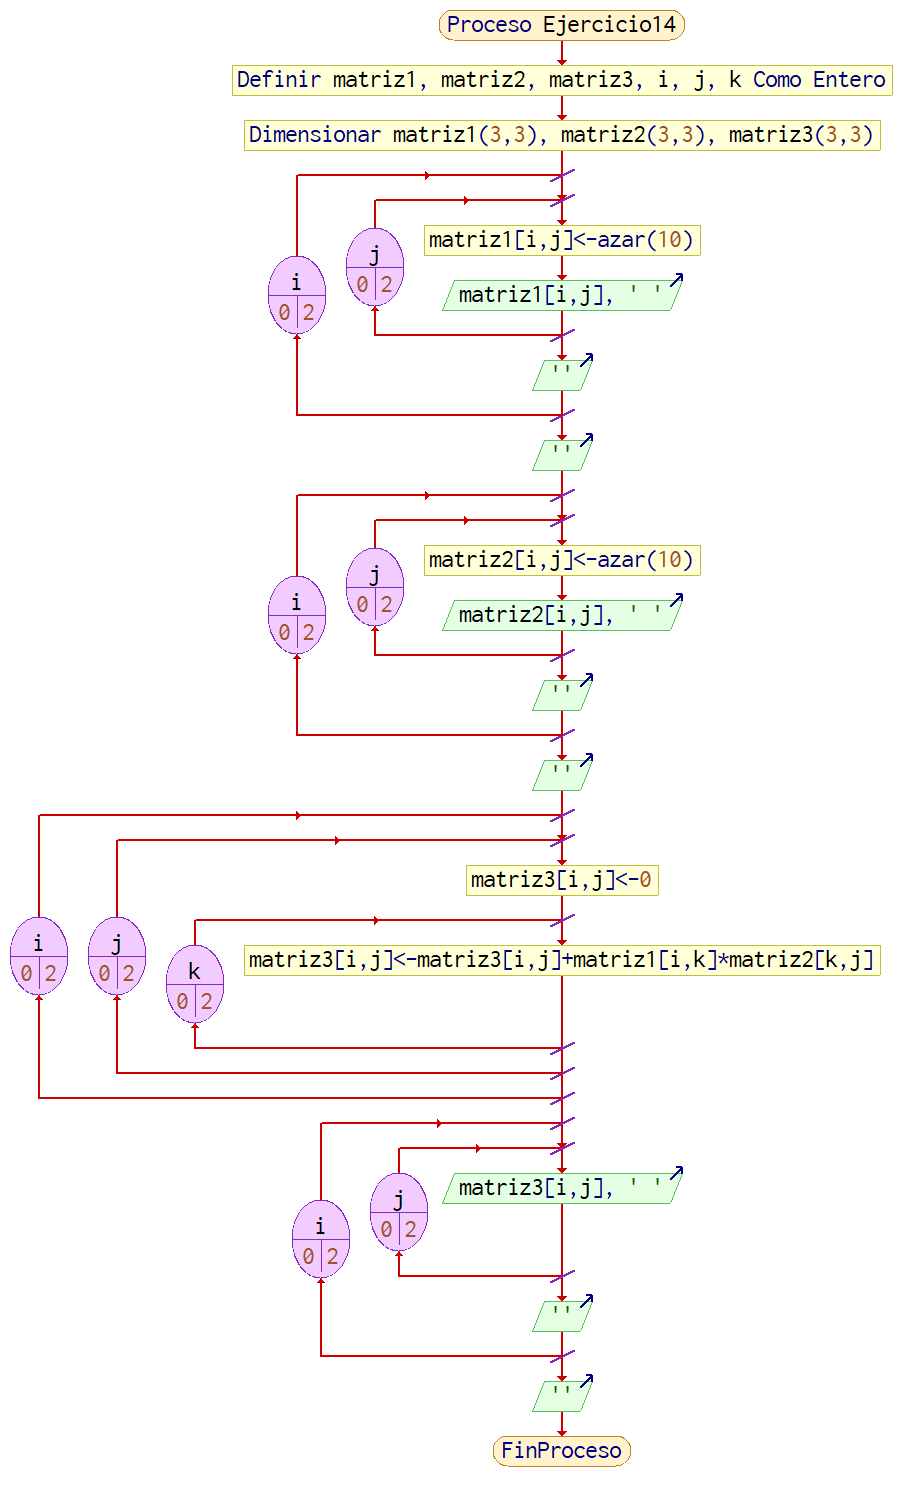 Proceso Ejercicio14
Definir matriz1, matriz2, matriz3, i, j, k Como Entero
Dimensionar matriz1(3,3), matriz2(3,3), matriz3(3,3)
i
0 2
j
0 2
matriz1[i,j]<-azar(10)
matriz1[i,j], ' '
''
''
i
0 2
j
0 2
matriz2[i,j]<-azar(10)
matriz2[i,j], ' '
''
''
i
0 2
j
0 2
matriz3[i,j]<-0
k
0 2
matriz3[i,j]<-matriz3[i,j]+matriz1[i,k]*matriz2[k,j]
i
0 2
j
0 2
matriz3[i,j], ' '
''
''
FinProceso